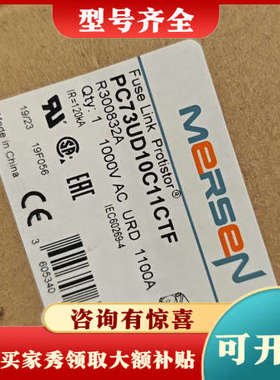 型号齐全
Fuse Link Protistor®
PC73UD10C11CTF
R300832A
Qty: 1 1000V AC URD 1100A
IEC60269-4
IR=120kA
19/23 19F056
Made in China
3 605340
MERSEN
咨询有惊喜
买家秀领取大额补贴
可开